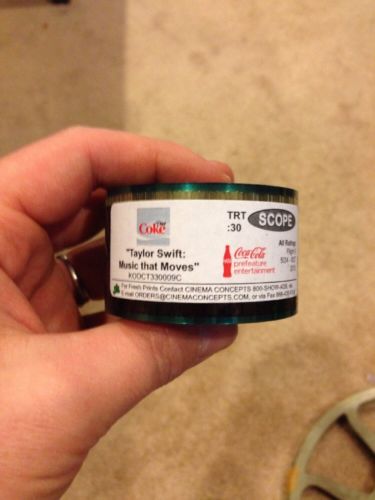 Diet
Coke
"Taylor Swift:
Music that Moves"
KODCT330009C
TRT
:30
SCOPE
Coca-Cola
prefeature
entertainment
All Ratings
For Fresh Prints Contact CINEMA CONCEPTS 800-SHOW-ADS, or
E-mail ORDERS@CINEMACONCEPTS.COM, or via Fax